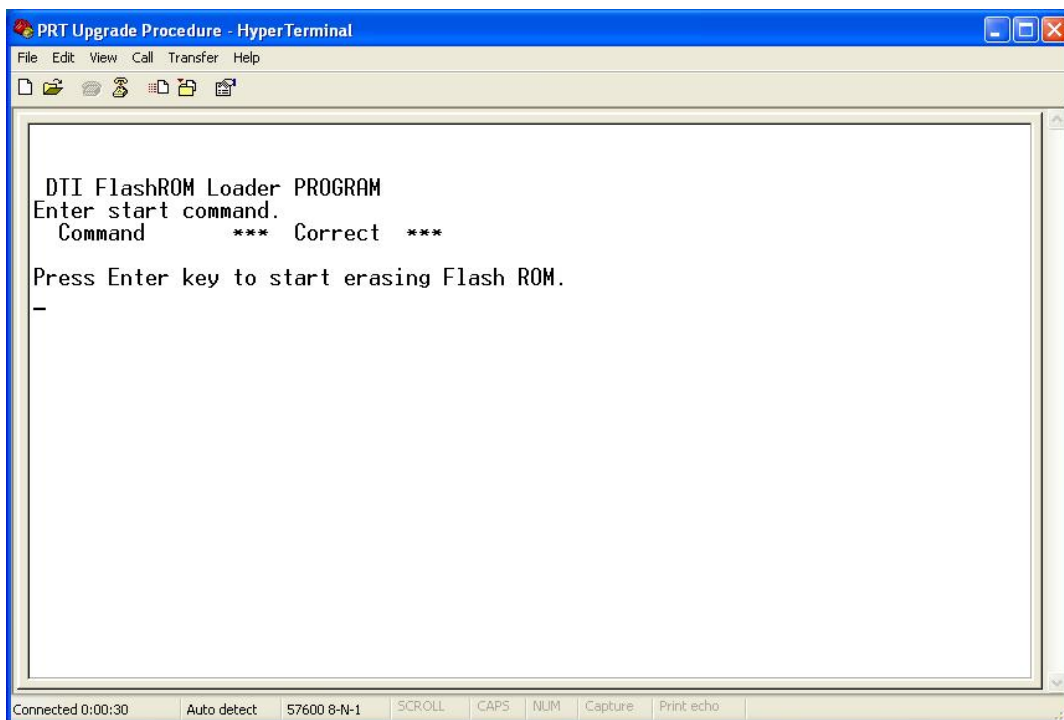 PRT Upgrade Procedure - HyperTerminal
File Edit View Call Transfer Help
DTI FlashROM Loader PROGRAM
Enter start command.
Command *** Correct ***
Press Enter key to start erasing Flash ROM.
Connected 0:00:30 Auto detect 57600 8-N-1 SCROLL CAPS NUM Capture Print echo